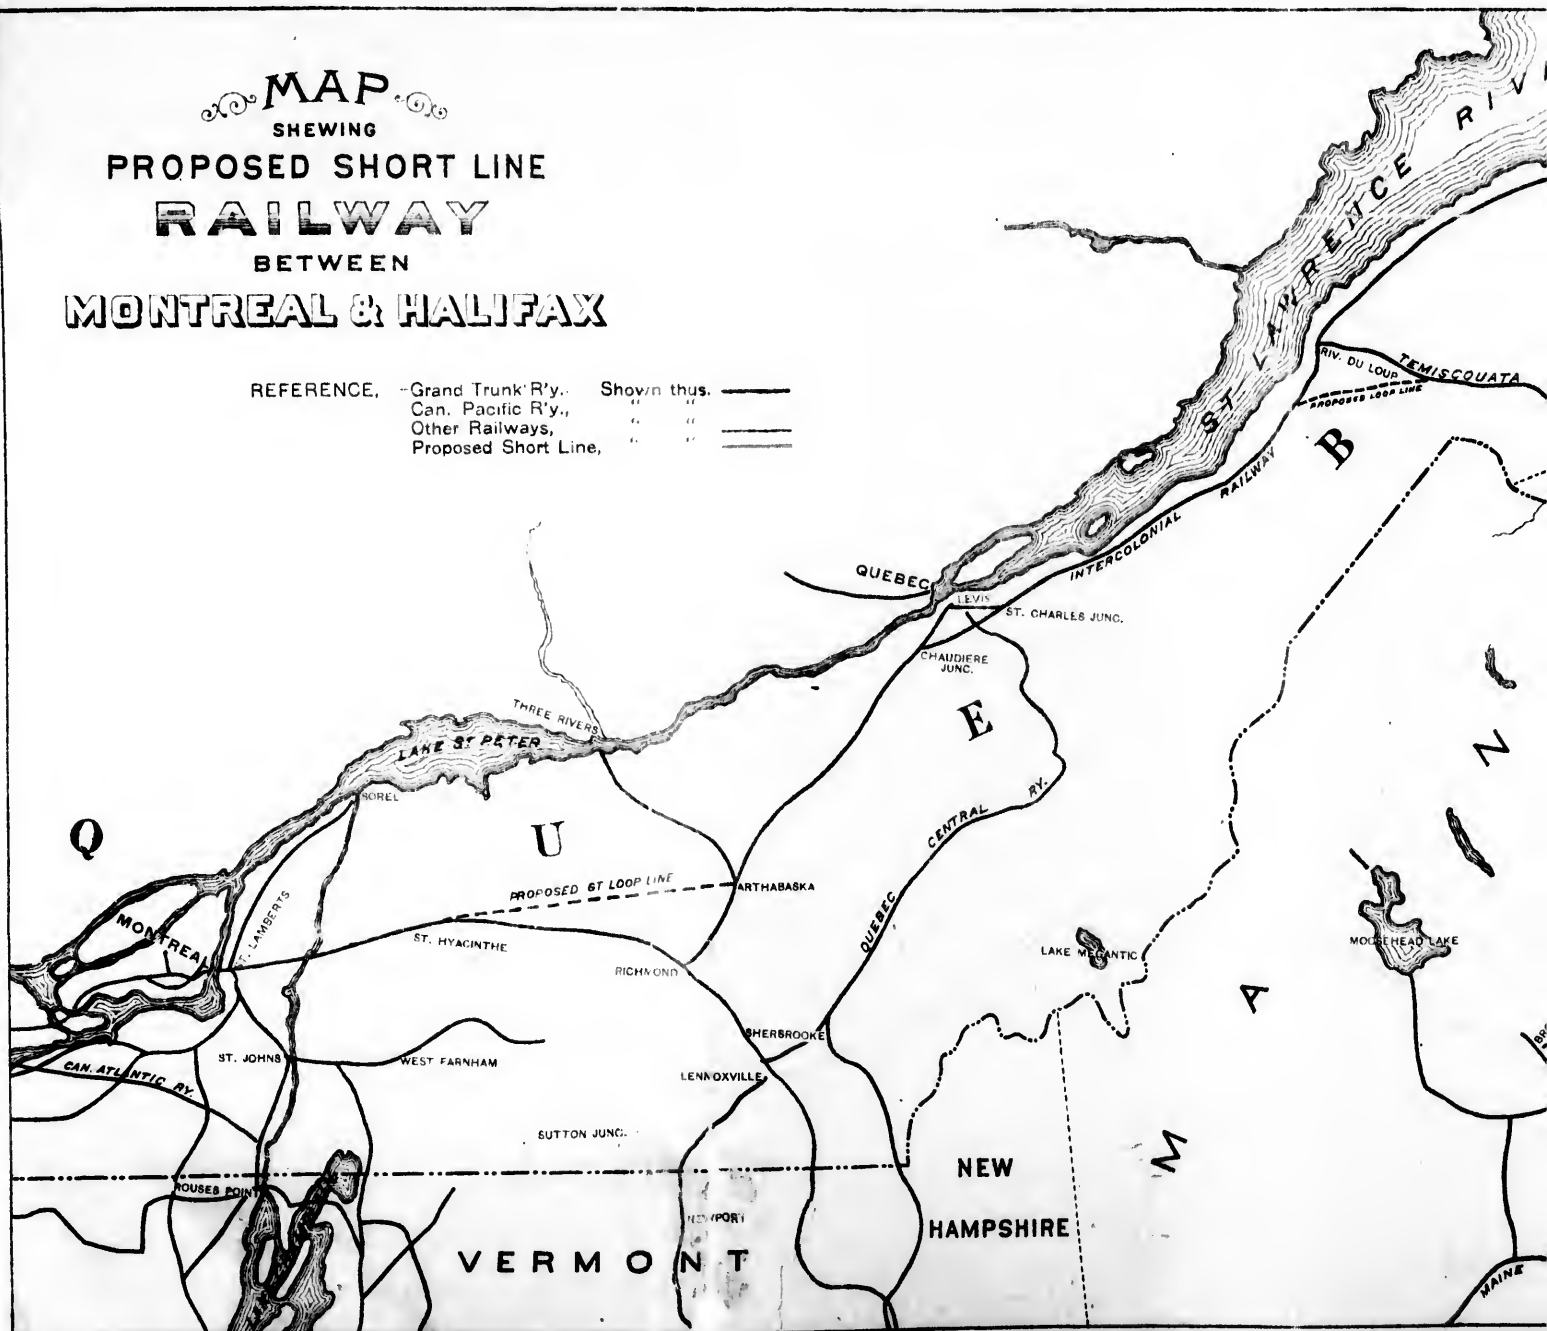 MAP
SHEWING
PROPOSED SHORT LINE
RAILWAY
BETWEEN
MONTREAL & HALIFAX
REFERENCE, Grand Trunk R'y. Shown thus.
Can. Pacific R'y., " "
Other Railways, " "
Proposed Short Line, "
ST LAWRENCE RIV
RIV. DU LOUP
TEMISCOUATA
PROPOSED LOOP LINE
B
INTERCOLONIAL RAILWAY
QUEBEC
LEVIS
ST. CHARLES JUNC.
CHAUDIERE
JUNC.
E
THREE RIVERS
LAKE ST PETER
SOREL
Q
U
PROPOSED GT LOOP LINE
ARTHABASKA
QUEBEC CENTRAL RY.
MONTREAL
ST. LAMBERTS
ST. HYACINTHE
RICHMOND
LAKE MEGANTIC
MOOSEHEAD LAKE
SHERBROOKE
ST. JOHNS
WEST FARNHAM
CAN. ATLANTIC RY.
LENNOXVILLE
SUTTON JUNC.
ROUSES POINT
NEWPORT
VERMONT
NEW
HAMPSHIRE
M A N
MAINE